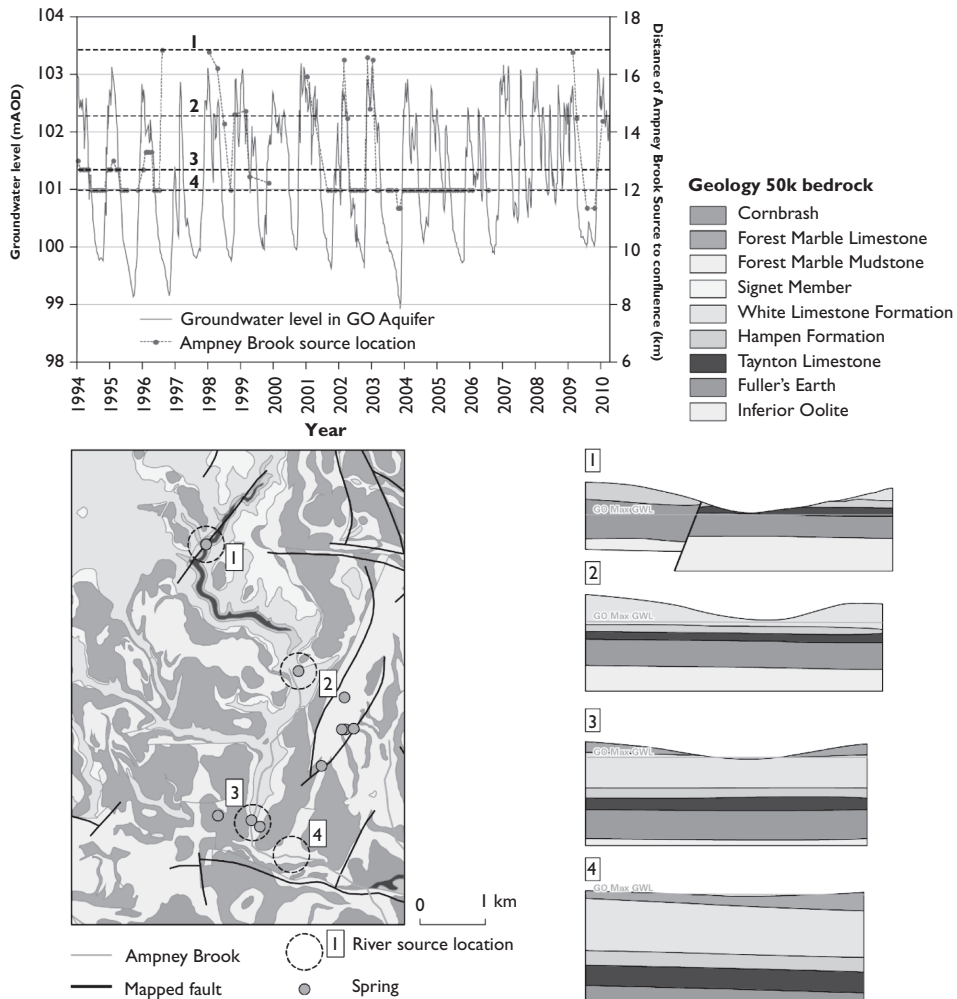 104
103
102
101
100
99
98
Groundwater level (mAOD)
1
2
3
4
Groundwater level in GO Aquifer
Ampney Brook source location
18
16
14
12
10
8
6
Distance of Ampney Brook Source to confluence (km)
1994
1995
1996
1997
1998
1999
2000
2001
2002
2003
2004
2005
2006
2007
2008
2009
2010
Year
Geology 50k bedrock
Cornbrash
Forest Marble Limestone
Forest Marble Mudstone
Signet Member
White Limestone Formation
Hampen Formation
Taynton Limestone
Fuller's Earth
Inferior Oolite
1
2
3
4
0 1 km
Ampney Brook
Mapped fault
1 River source location
Spring
1
GO Max GWL
2
GO Max GWL
3
GO Max GWL
4
GO Max GWL